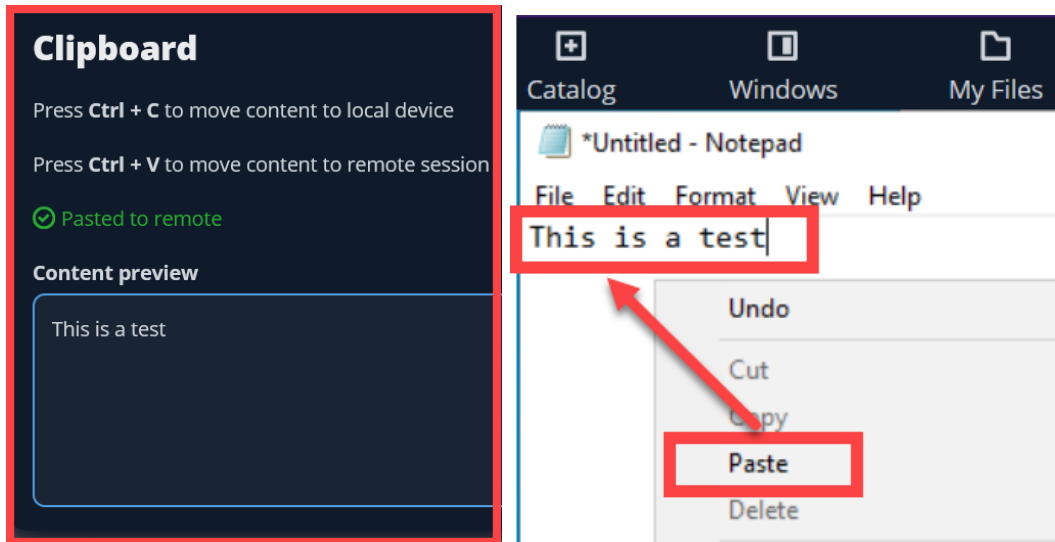 Clipboard
Press Ctrl + C to move content to local device
Press Ctrl + V to move content to remote session
Pasted to remote
Content preview
This is a test
Catalog Windows My Files
*Untitled - Notepad
File Edit Format View Help
This is a test
Undo
Cut
Copy
Paste
Delete